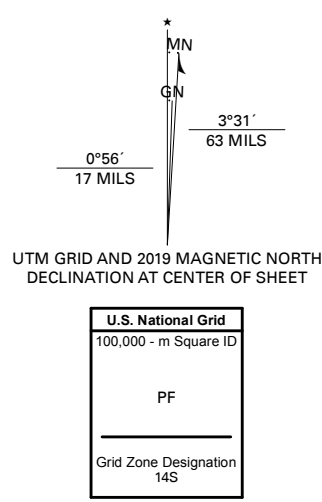 ★
MN
GN
3°31´
63 MILS
0°56´
17 MILS
UTM GRID AND 2019 MAGNETIC NORTH
DECLINATION AT CENTER OF SHEET
U.S. National Grid
100,000 - m Square ID
PF
Grid Zone Designation
14S